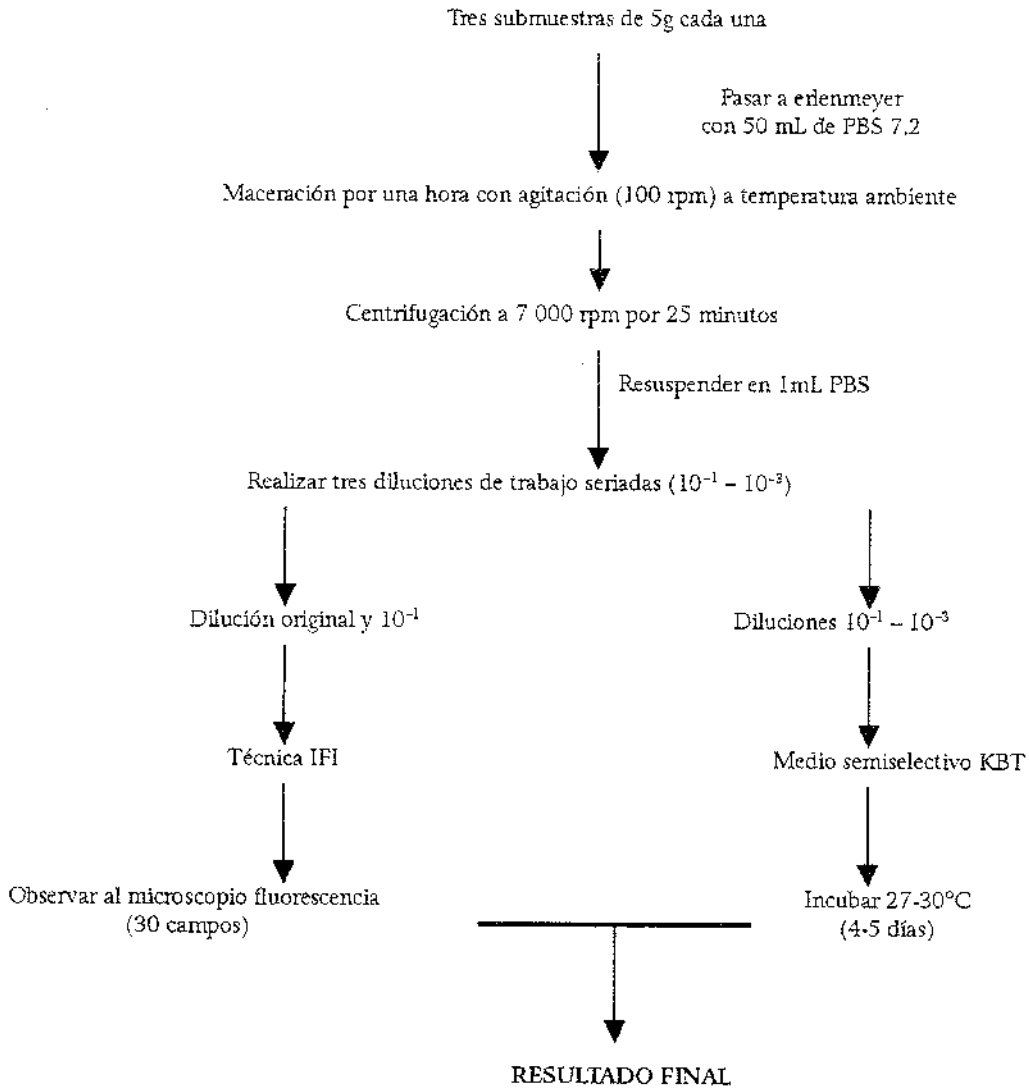 Tres submuestras de 5g cada una
Pasar a erlenmeyer
con 50 mL de PBS 7.2
Maceración por una hora con agitación (100 rpm) a temperatura ambiente
Centrifugación a 7 000 rpm por 25 minutos
Resuspender en 1mL PBS
Realizar tres diluciones de trabajo seriadas (10⁻¹ – 10⁻³)
Dilución original y 10⁻¹
Diluciones 10⁻¹ – 10⁻³
Técnica IFI
Medio semiselectivo KBT
Observar al microscopio fluorescencia
(30 campos)
Incubar 27-30°C
(4-5 días)
RESULTADO FINAL